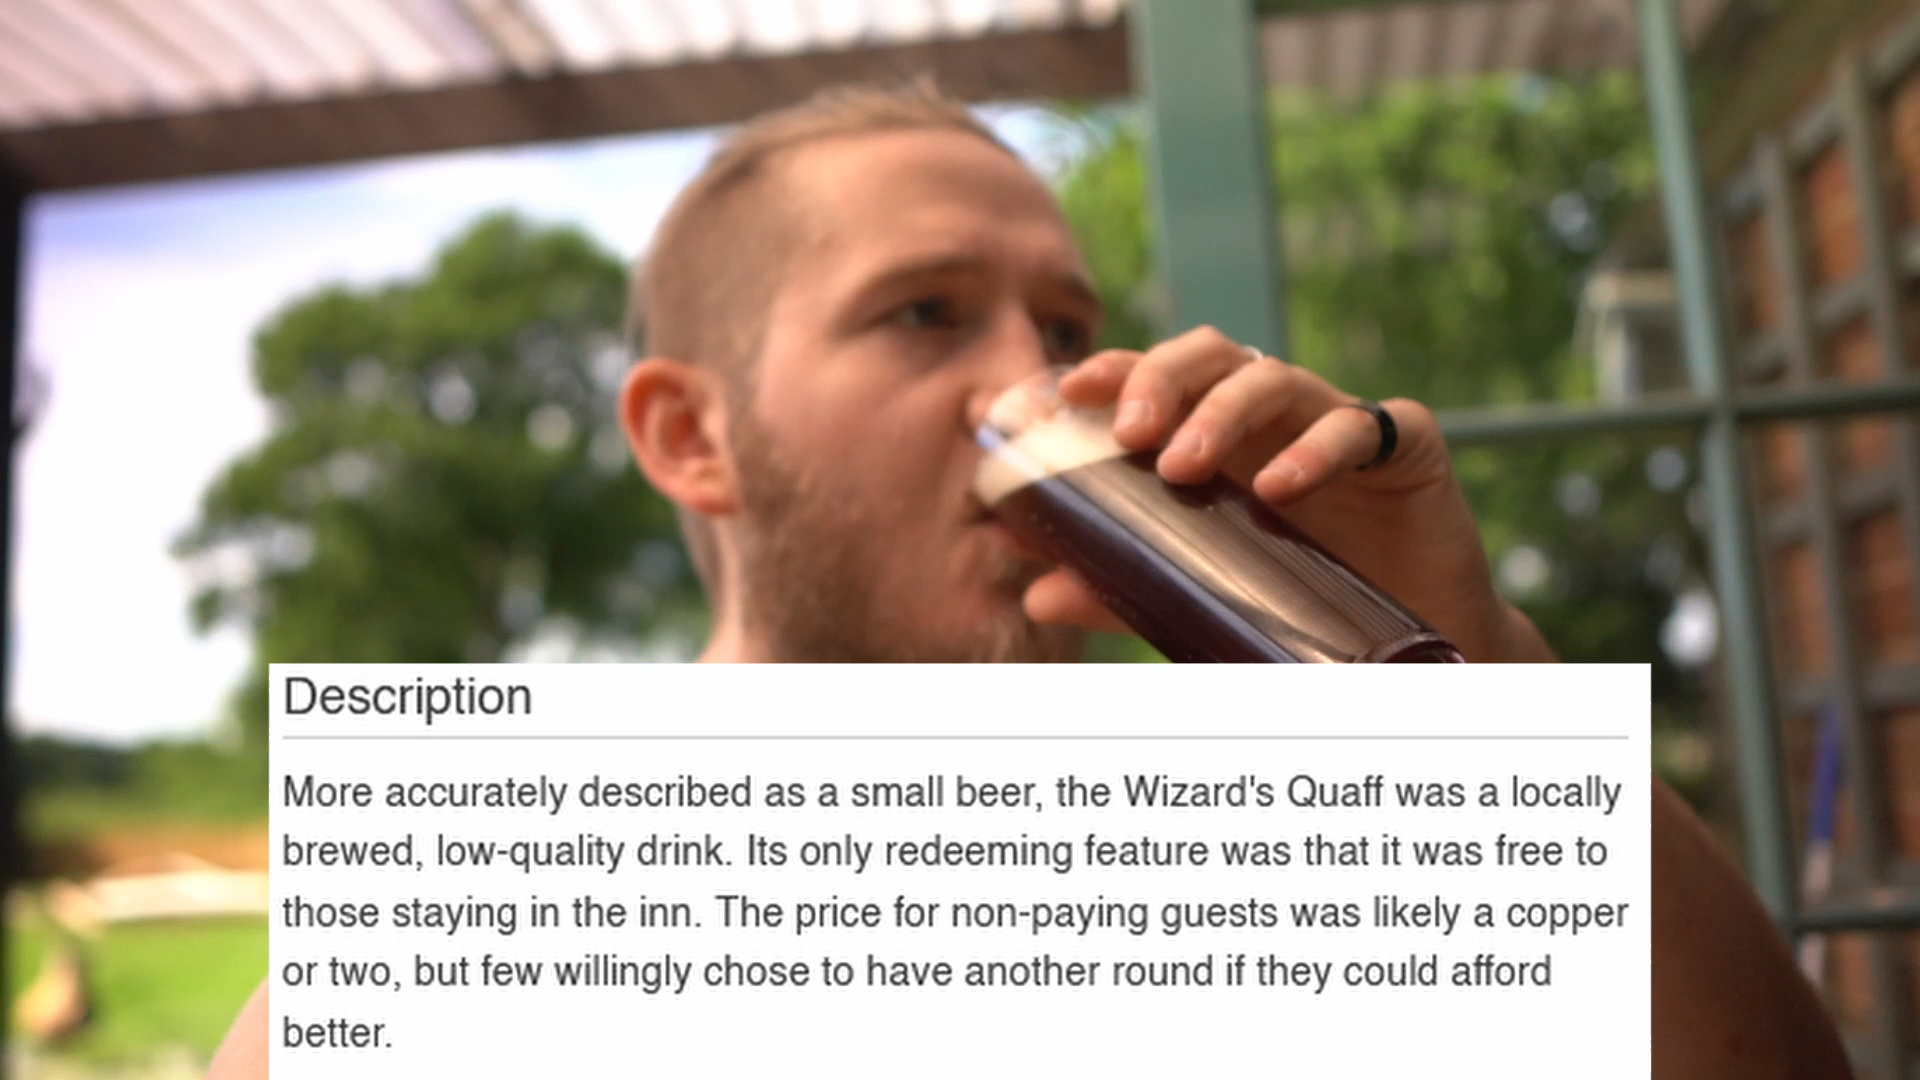 Description
More accurately described as a small beer, the Wizard's Quaff was a locally
brewed, low-quality drink. Its only redeeming feature was that it was free to
those staying in the inn. The price for non-paying guests was likely a copper
or two, but few willingly chose to have another round if they could afford
better.